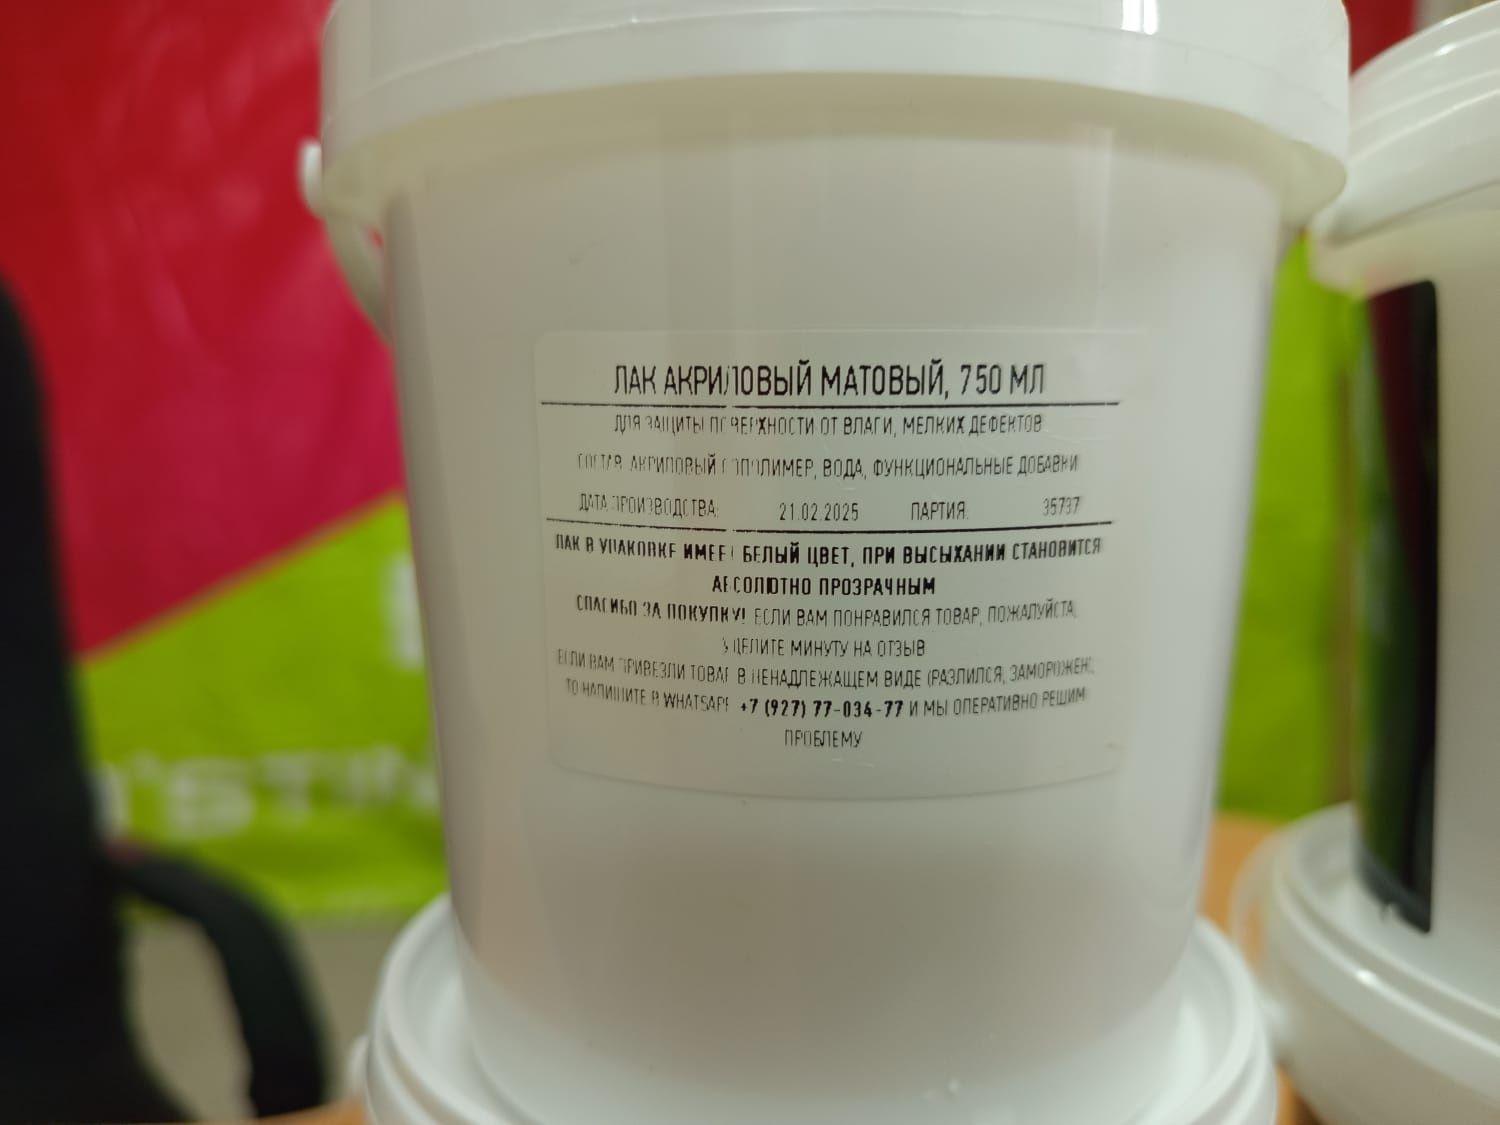 ЛАК АКРИЛОВЫЙ МАТОВЫЙ, 750 МЛ
ДЛЯ ЗАЩИТЫ ПОВЕРХНОСТИ ОТ ВЛАГИ, МЕЛКИХ ДЕФЕКТОВ
СОСТАВ: АКРИЛОВЫЙ СОПОЛИМЕР, ВОДА, ФУНКЦИОНАЛЬНЫЕ ДОБАВКИ
ДАТА ПРОИЗВОДСТВА: 21.02.2025 ПАРТИЯ: 35737
ЛАК В УПАКОВКЕ ИМЕЕТ БЕЛЫЙ ЦВЕТ, ПРИ ВЫСЫХАНИИ СТАНОВИТСЯ
АБСОЛЮТНО ПРОЗРАЧНЫМ
СПАСИБО ЗА ПОКУПКУ! ЕСЛИ ВАМ ПОНРАВИЛСЯ ТОВАР, ПОЖАЛУЙСТА,
УДЕЛИТЕ МИНУТУ НА ОТЗЫВ
ЕСЛИ ВАМ ПРИВЕЗЛИ ТОВАР В НЕНАДЛЕЖАЩЕМ ВИДЕ (РАЗЛИЛСЯ, ЗАМОРОЖЕН),
ТО НАПИШИТЕ В WHATSAPP +7 (927) 77-034-77 И МЫ ОПЕРАТИВНО РЕШИМ
ПРОБЛЕМУ